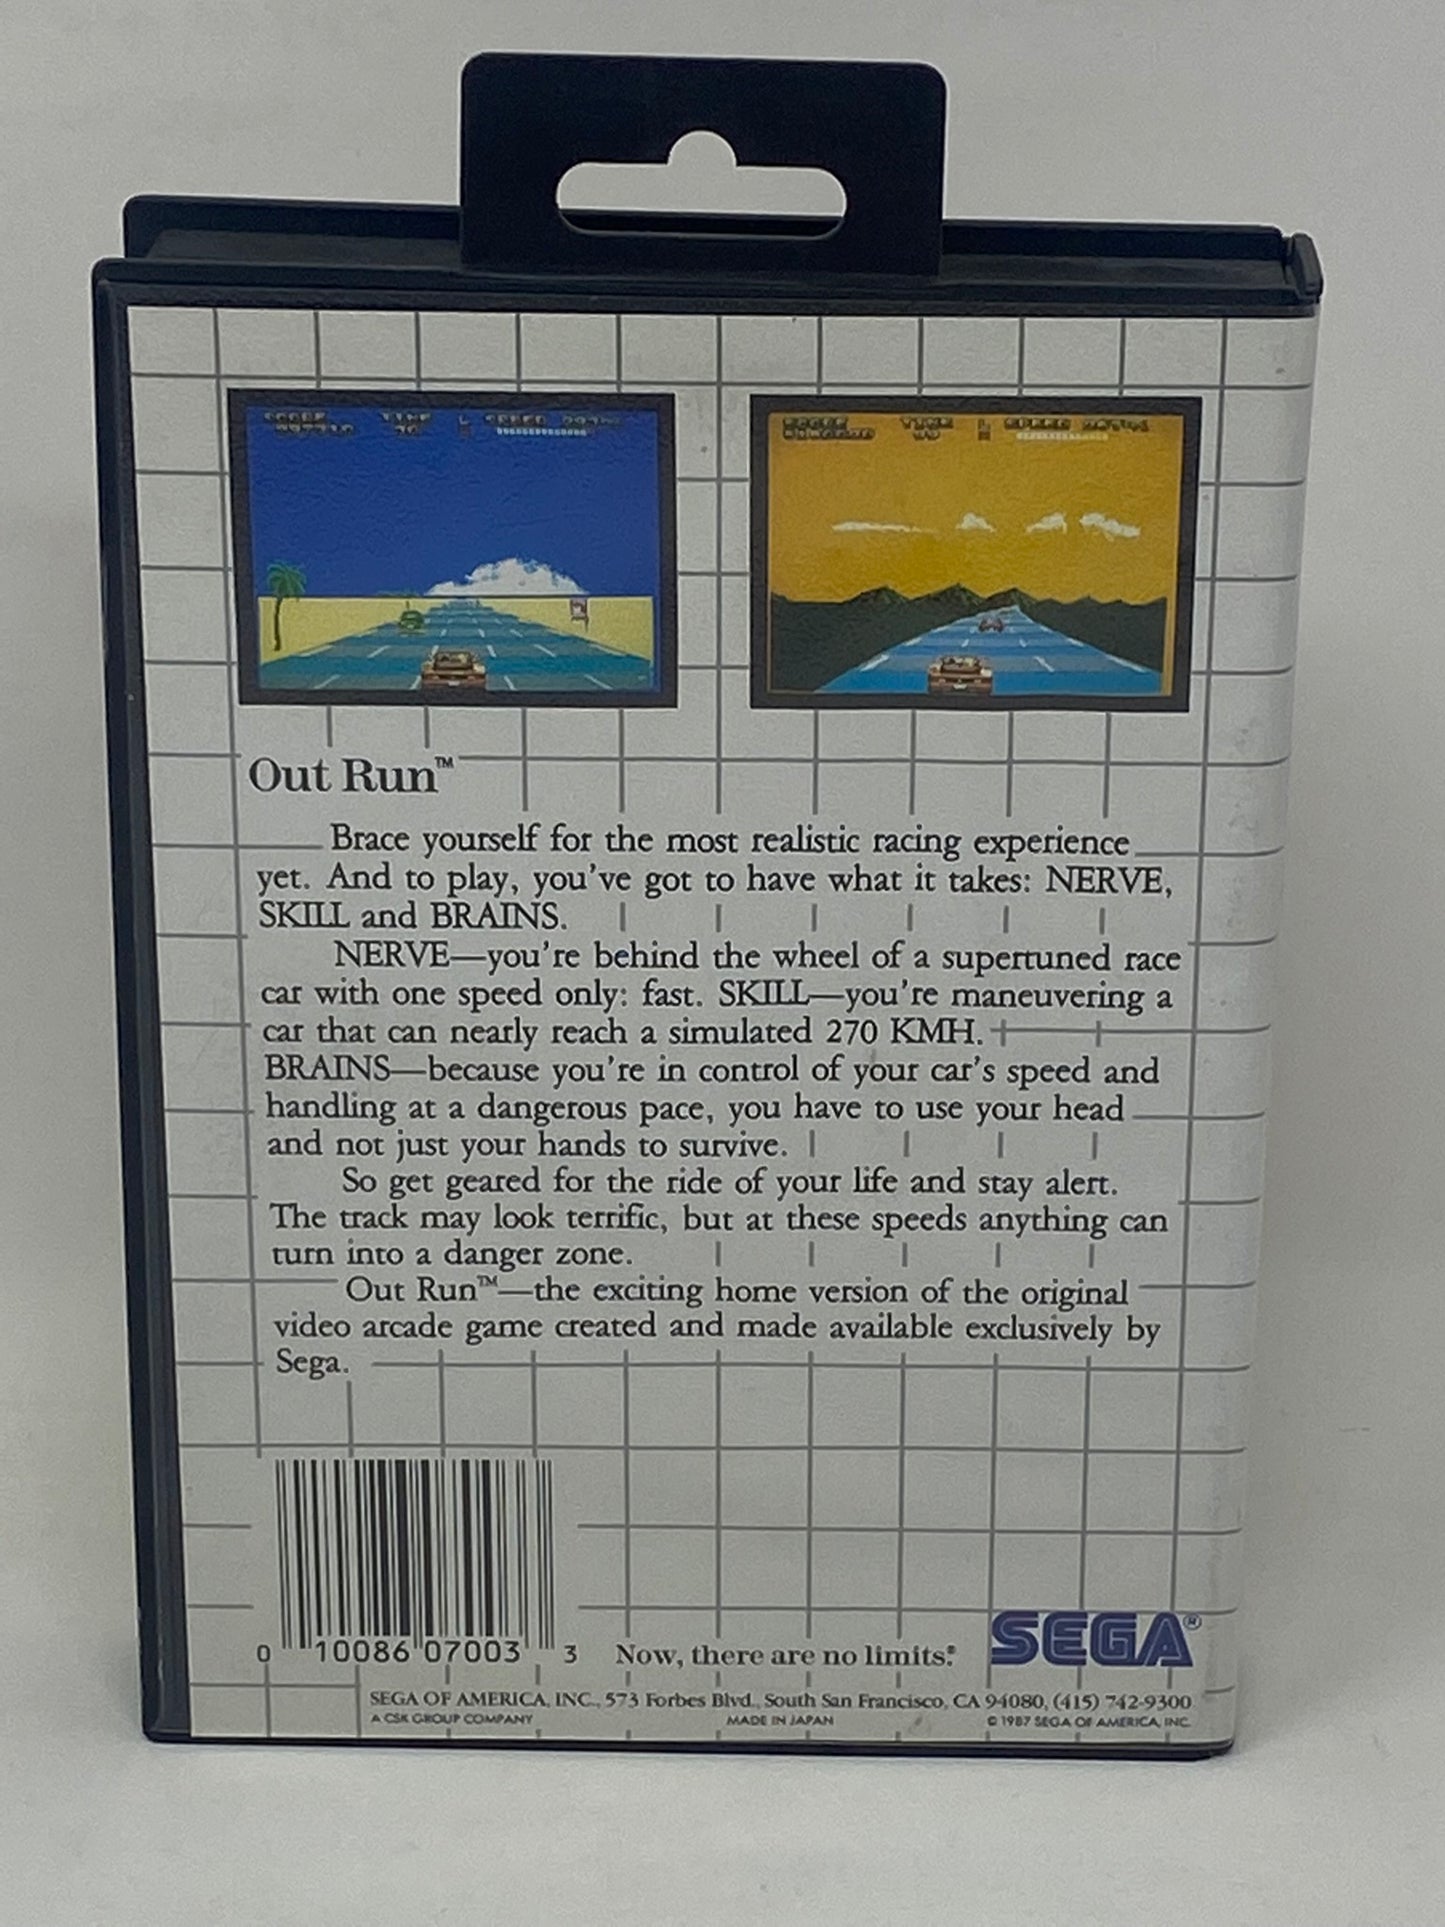 SCORE TIME SPEED
SCORE TIME SPEED
Out Run™
Brace yourself for the most realistic racing experience
yet. And to play, you've got to have what it takes: NERVE,
SKILL and BRAINS.
NERVE—you're behind the wheel of a supertuned race
car with one speed only: fast. SKILL—you're maneuvering a
car that can nearly reach a simulated 270 KMH.
BRAINS—because you're in control of your car's speed and
handling at a dangerous pace, you have to use your head
and not just your hands to survive.
So get geared for the ride of your life and stay alert.
The track may look terrific, but at these speeds anything can
turn into a danger zone.
Out Run™—the exciting home version of the original
video arcade game created and made available exclusively by
Sega.
0 10086 07003 3
Now, there are no limits.®
SEGA®
SEGA OF AMERICA, INC., 573 Forbes Blvd., South San Francisco, CA 94080, (415) 742-9300
A CSK GROUP COMPANY MADE IN JAPAN © 1987 SEGA OF AMERICA, INC.